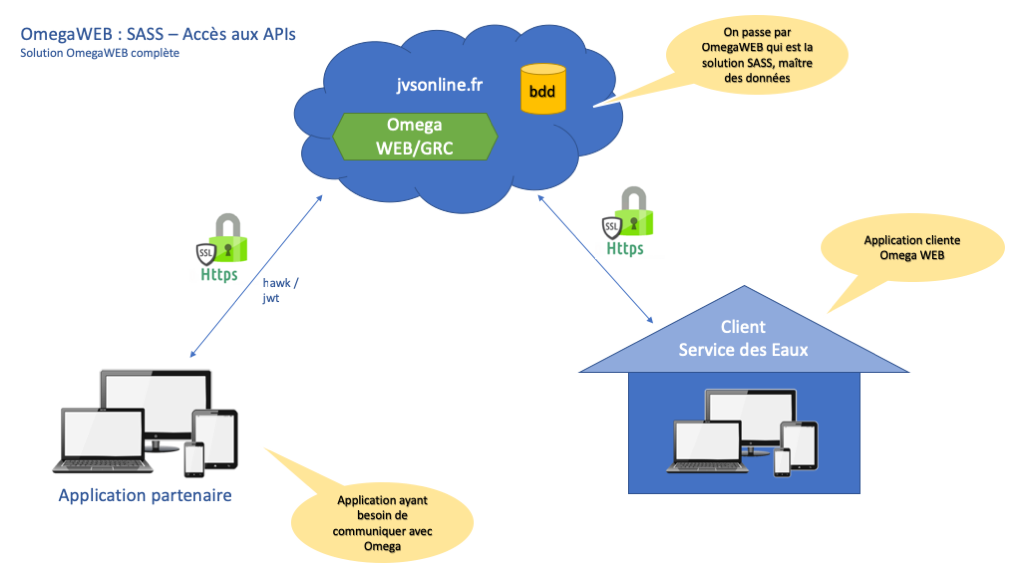 OmegaWEB : SASS – Accès aux APIs
Solution OmegaWEB complète
On passe par
OmegaWEB qui est la
solution SASS, maître
des données
jvsonline.fr
bdd
Omega
WEB/GRC
SSL
Https
SSL
Https
hawk /
jwt
Application cliente
Omega WEB
Client
Service des Eaux
Application partenaire
Application ayant
besoin de
communiquer avec
Omega